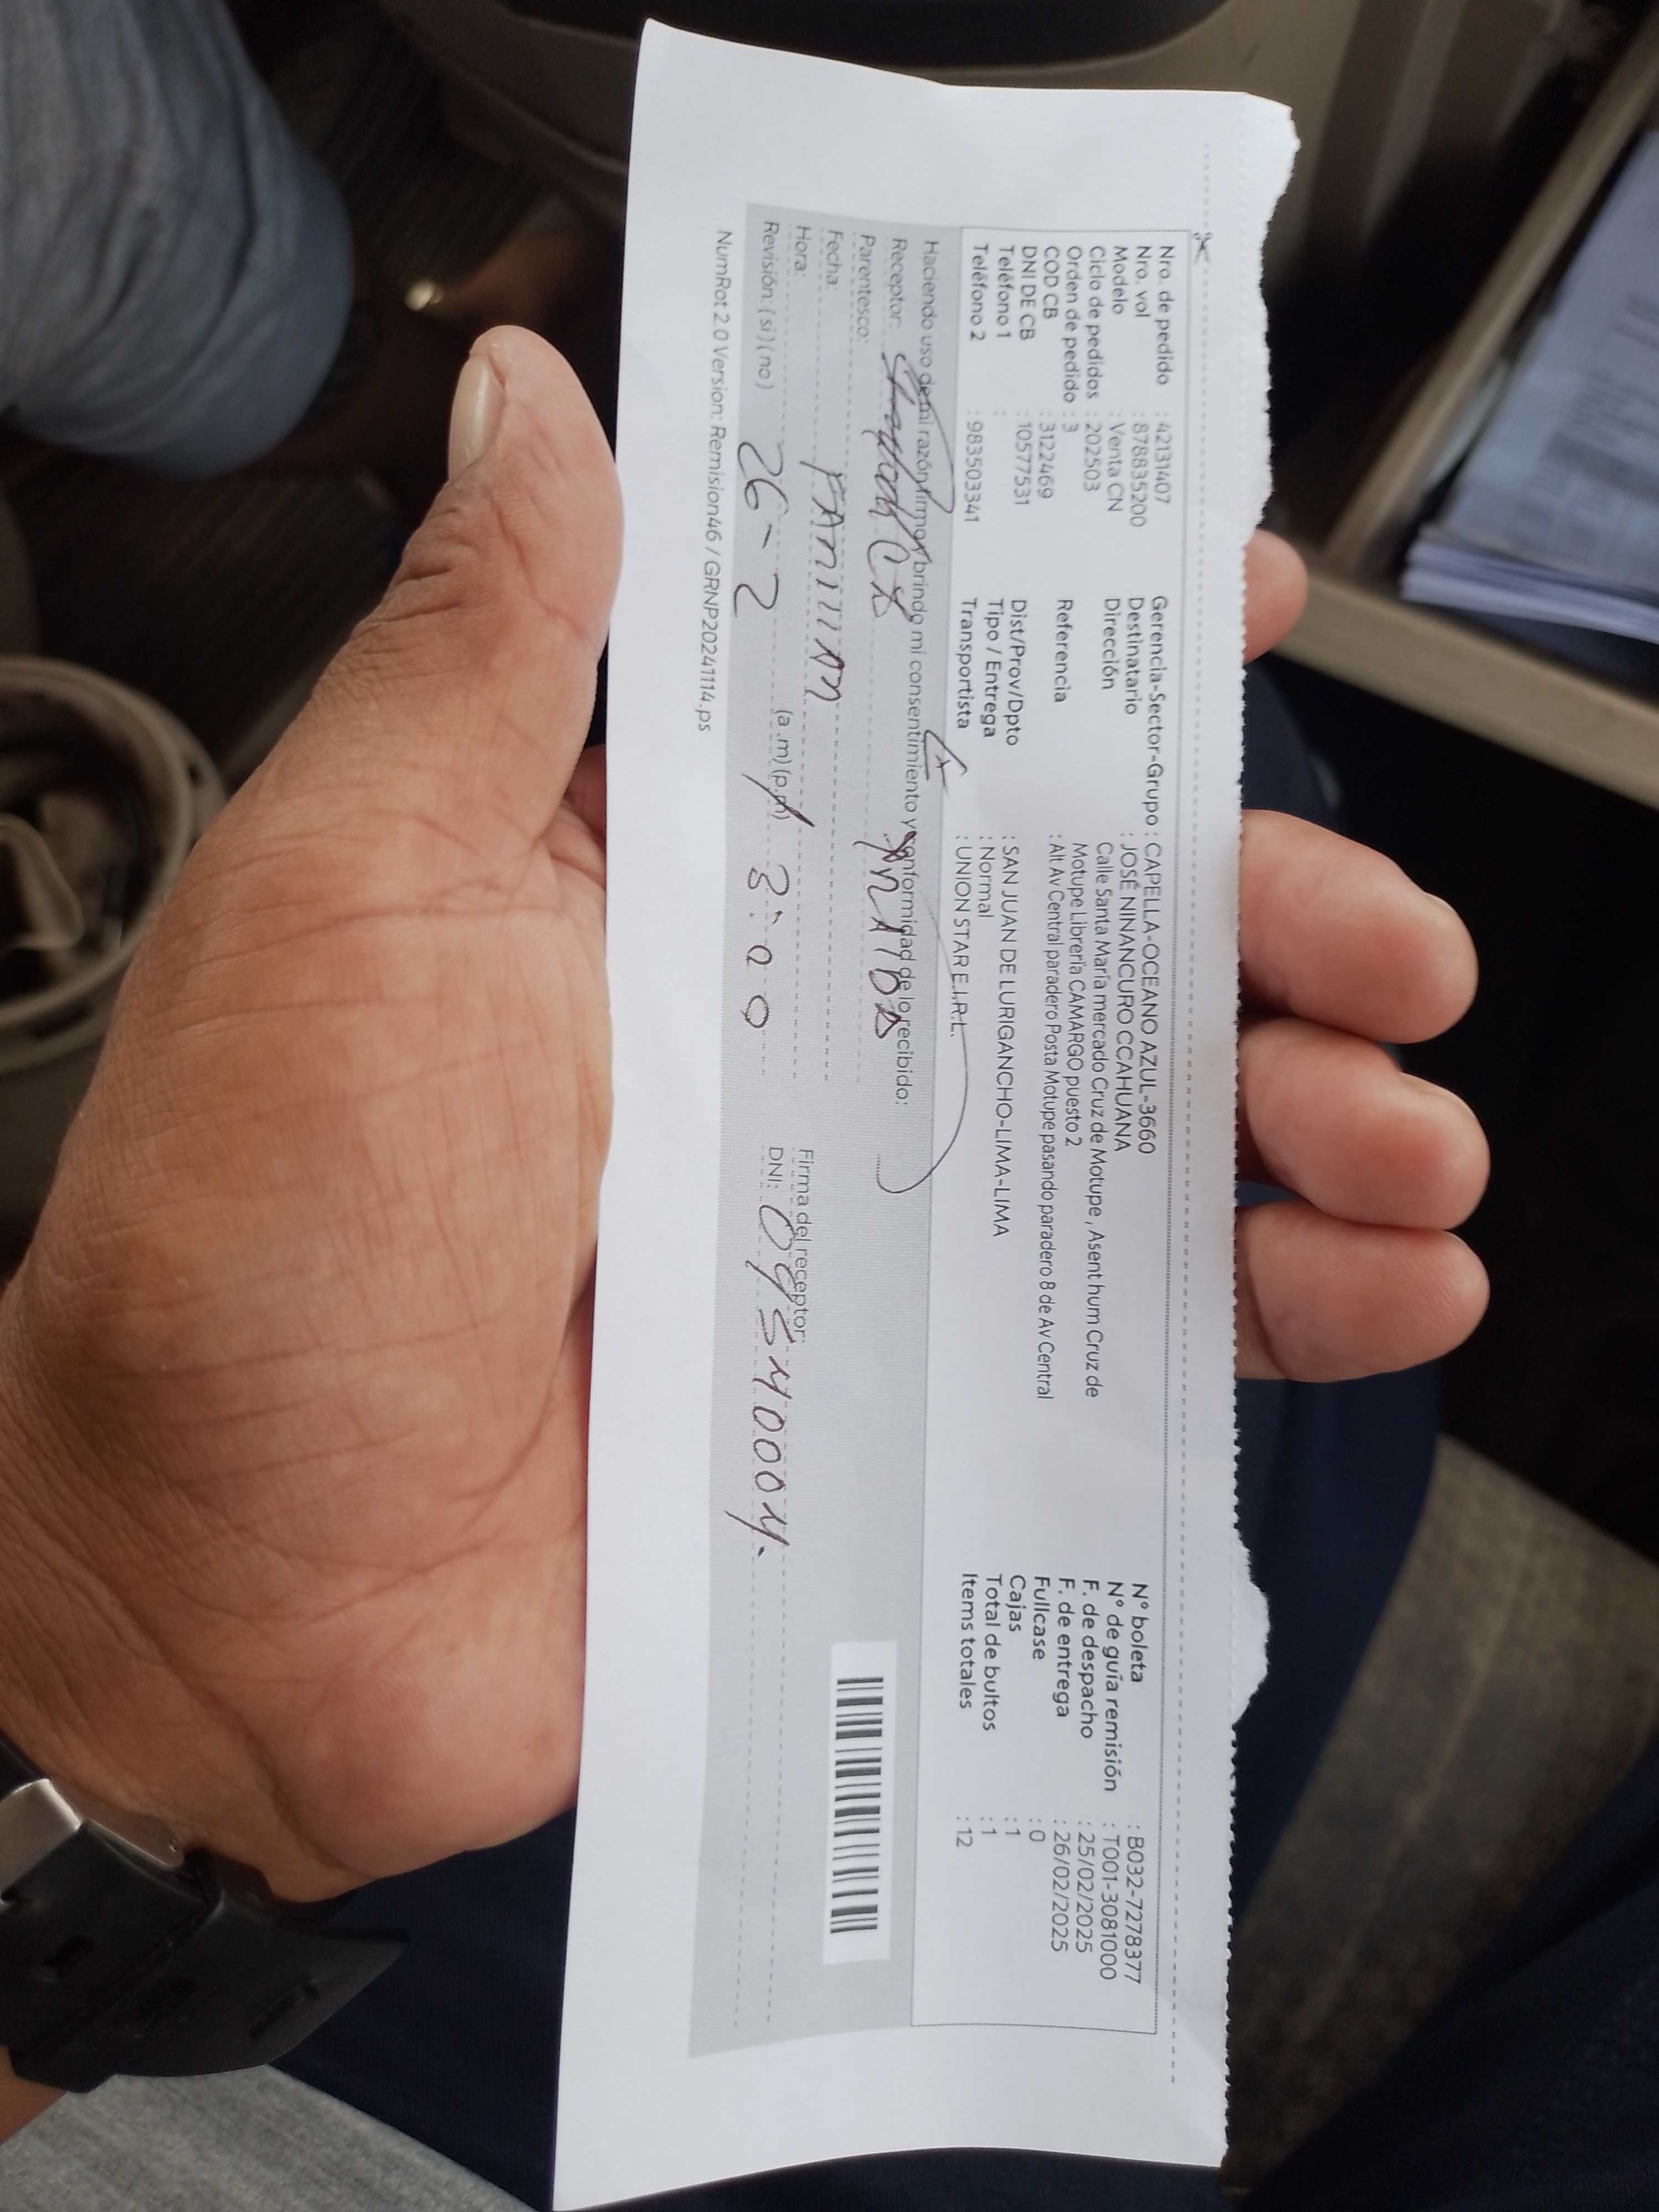 Nro. de pedido : 42131407
Nro. vol : 878835200
Modelo : Venta CN
Ciclo de pedidos : 202503
Orden de pedido : 3
COD CB : 3122469
DNI DE CB : 10577531
Teléfono 1 :
Teléfono 2 : 983503341
Gerencia-Sector-Grupo : CAPELLA-OCEANO AZUL-3660
Destinatario : JOSÉ NINANCURO CCAHUANA
Dirección : Calle Santa María mercado Cruz de Motupe, Asent hum Cruz de
Motupe Librería CAMARGO puesto 2
Referencia : Alt Av Central paradero Posta Motupe pasando paradero 8 de Av Central
Dist/Prov/Dpto : SAN JUAN DE LURIGANCHO-LIMA-LIMA
Tipo / Entrega : Normal
Transportista : UNION STAR E.I.R.L.
N° boleta : B032-7278377
N° de guía remisión : T001-3081000
F. de despacho : 25/02/2025
F. de entrega : 26/02/2025
Fullcase : 0
Cajas : 1
Total de bultos : 1
Items totales : 12
Haciendo uso de mi razón firmo y brindo mi consentimiento y conformidad de lo recibido:
Receptor:
Parentesco:
Fecha:
Hora: (a.m) (p.m)
Revisión: (si) (no) 26-2 3:00
Firma del receptor:
DNI: 09540004.
NumRot 2.0 Version: Remision46 / GRNP20241114.ps